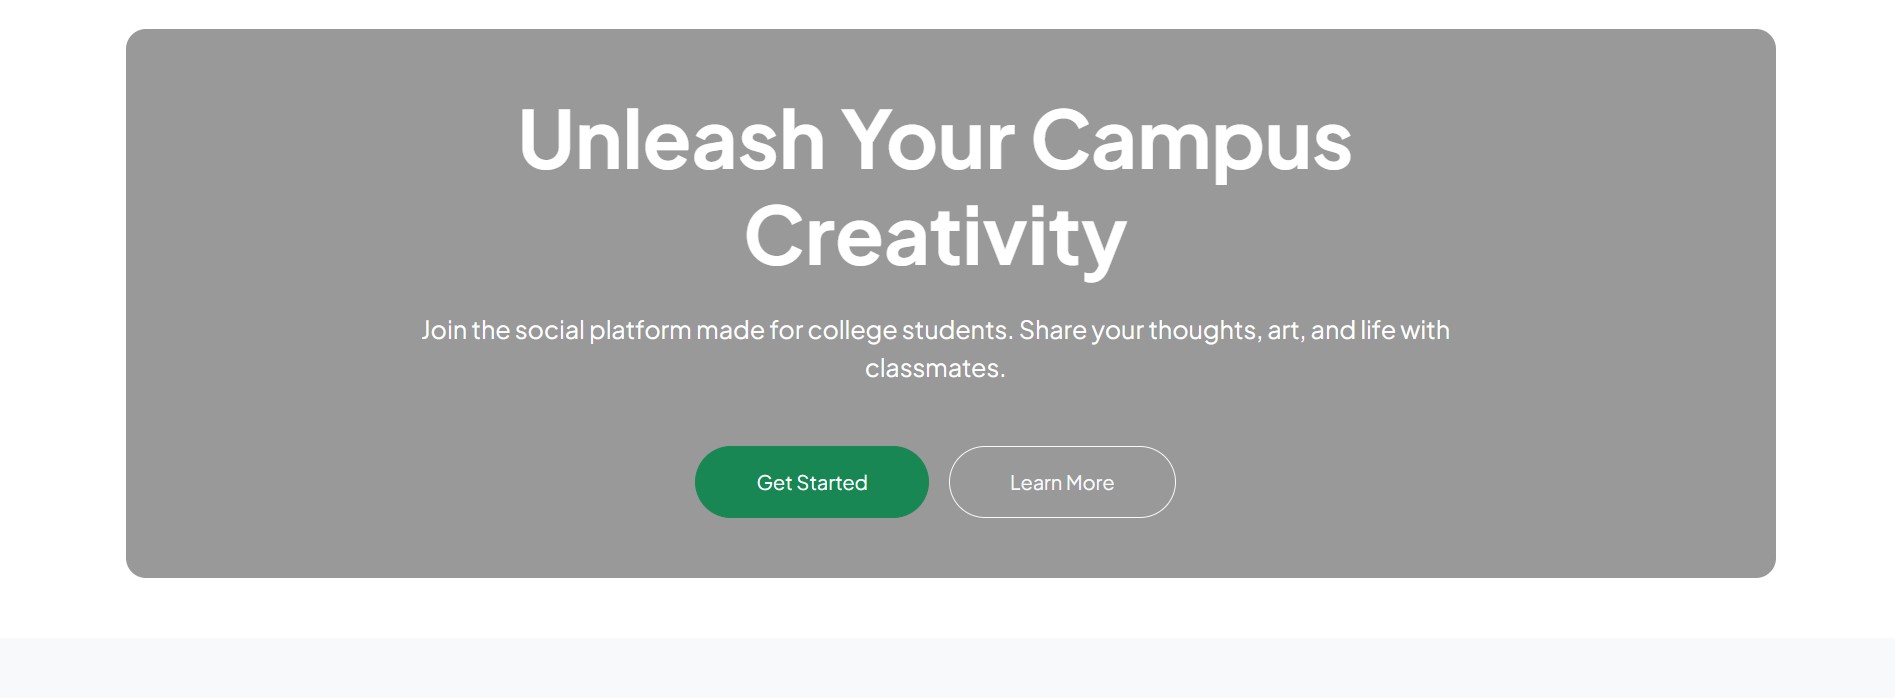 Unleash Your Campus
Creativity
Join the social platform made for college students. Share your thoughts, art, and life with
classmates.
Get Started
Learn More